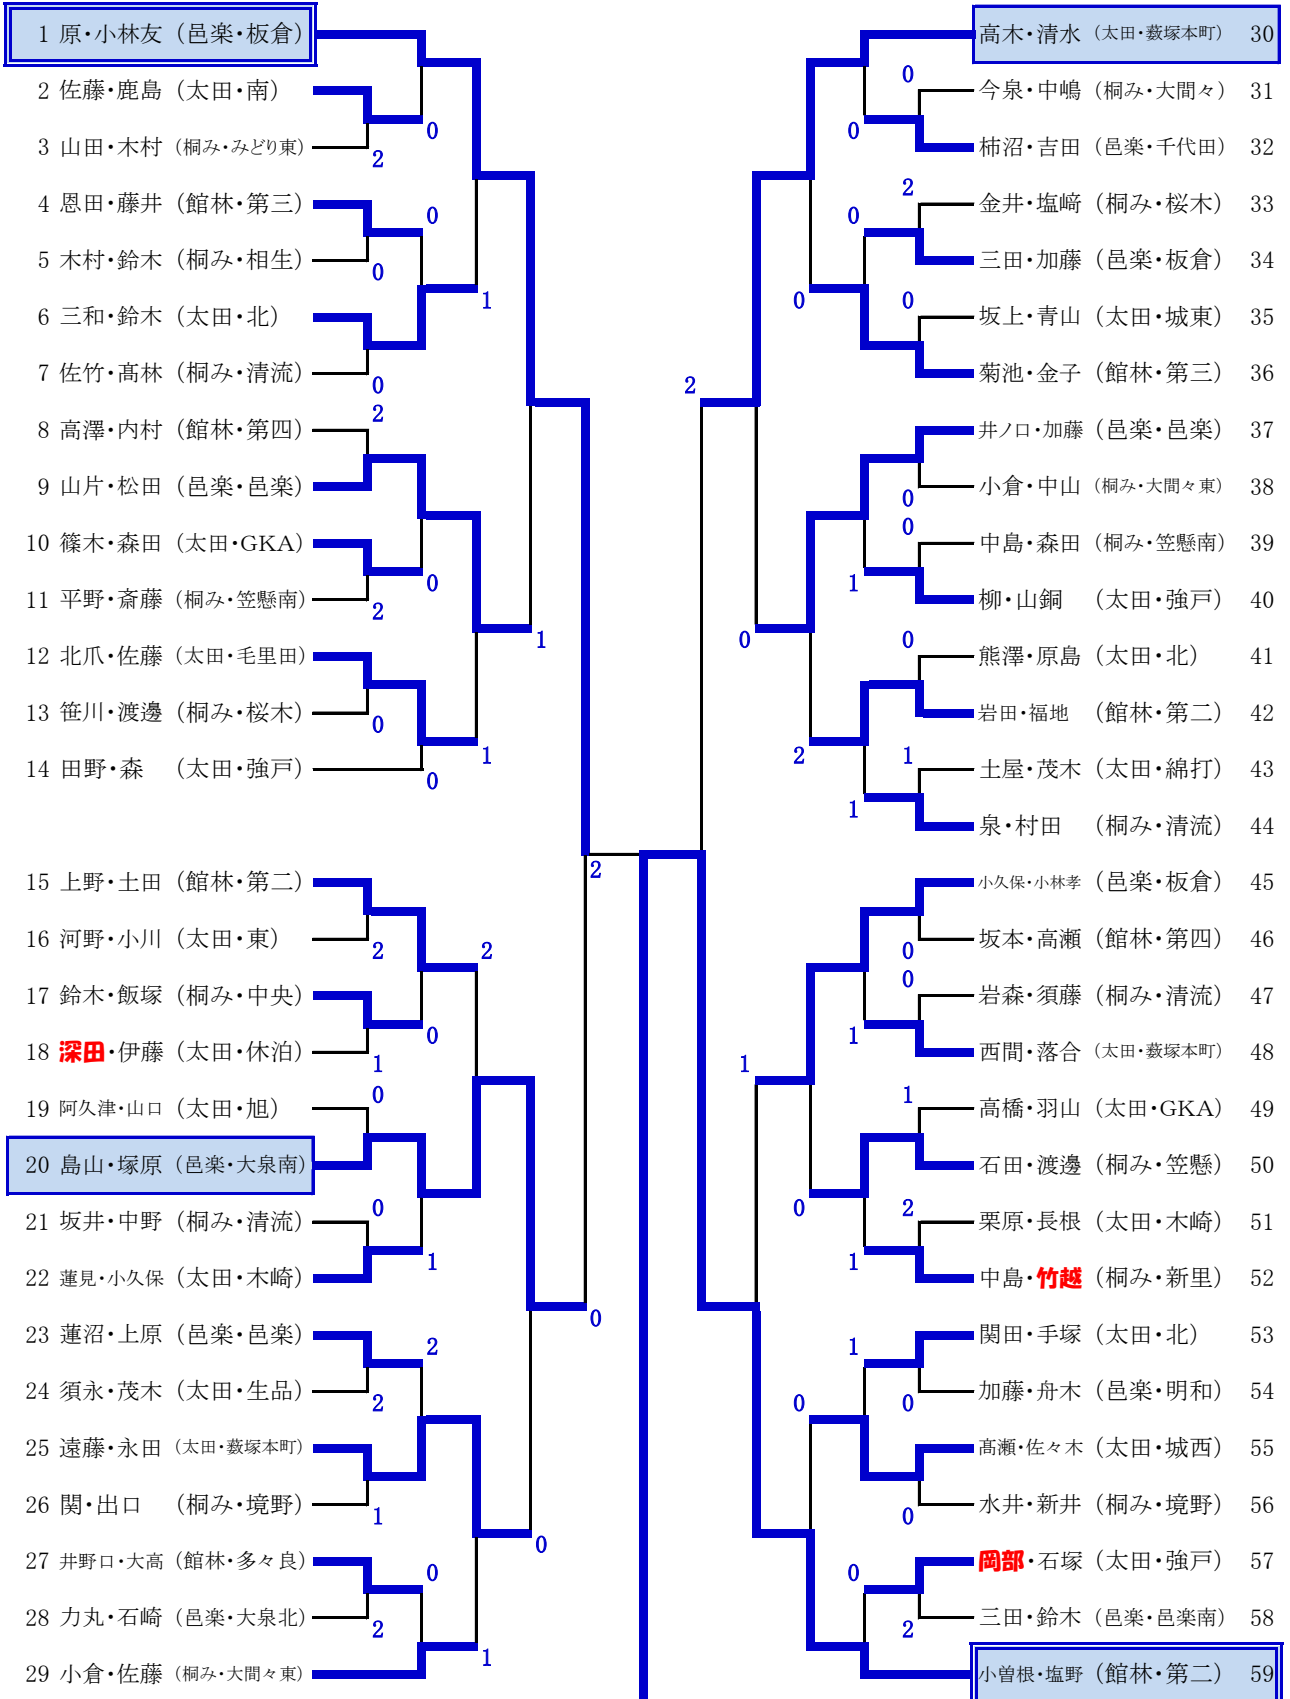 1 原・小林友 (邑楽・板倉)
2 佐藤・鹿島 (太田・南)
0
3 山田・木村 (桐み・みどり東)
2
4 恩田・藤井 (館林・第三)
0
5 木村・鈴木 (桐み・相生)
0
6 三和・鈴木 (太田・北)
1
7 佐竹・髙林 (桐み・清流)
0
2
8 高澤・内村 (館林・第四)
9 山片・松田 (邑楽・邑楽)
10 篠木・森田 (太田・GKA)
0
11 平野・斎藤 (桐み・笠懸南)
2
1
12 北爪・佐藤 (太田・毛里田)
13 笹川・渡邊 (桐み・桜木)
0
1
14 田野・森 (太田・強戸)
0
2
15 上野・土田 (館林・第二)
16 河野・小川 (太田・東)
2
2
17 鈴木・飯塚 (桐み・中央)
0
18 深田・伊藤 (太田・休泊)
1
0
19 阿久津・山口 (太田・旭)
20 島山・塚原 (邑楽・大泉南)
0
21 坂井・中野 (桐み・清流)
1
22 蓮見・小久保 (太田・木崎)
0
23 蓮沼・上原 (邑楽・邑楽)
2
24 須永・茂木 (太田・生品)
2
25 遠藤・永田 (太田・薮塚本町)
26 関・出口 (桐み・境野)
1
0
27 井野口・大高 (館林・多々良)
0
28 力丸・石崎 (邑楽・大泉北)
2
1
29 小倉・佐藤 (桐み・大間々東)
高木・清水 (太田・薮塚本町) 30
0
今泉・中嶋 (桐み・大間々) 31
0
柿沼・吉田 (邑楽・千代田) 32
2
金井・塩﨑 (桐み・桜木) 33
0
三田・加藤 (邑楽・板倉) 34
0
0
坂上・青山 (太田・城東) 35
菊池・金子 (館林・第三) 36
2
井ノ口・加藤 (邑楽・邑楽) 37
小倉・中山 (桐み・大間々東) 38
0
0
中島・森田 (桐み・笠懸南) 39
1
柳・山銅 (太田・強戸) 40
0
0
熊澤・原島 (太田・北) 41
岩田・福地 (館林・第二) 42
2
1
土屋・茂木 (太田・綿打) 43
1
泉・村田 (桐み・清流) 44
小久保・小林孝 (邑楽・板倉) 45
坂本・高瀬 (館林・第四) 46
0
0
岩森・須藤 (桐み・清流) 47
1
西間・落合 (太田・薮塚本町) 48
1
1
高橋・羽山 (太田・GKA) 49
石田・渡邊 (桐み・笠懸) 50
0
2
栗原・長根 (太田・木崎) 51
1
中島・竹越 (桐み・新里) 52
関田・手塚 (太田・北) 53
1
加藤・舟木 (邑楽・明和) 54
0
0
髙瀬・佐々木 (太田・城西) 55
水井・新井 (桐み・境野) 56
0
岡部・石塚 (太田・強戸) 57
0
三田・鈴木 (邑楽・邑楽南) 58
2
小曽根・塩野 (館林・第二) 59